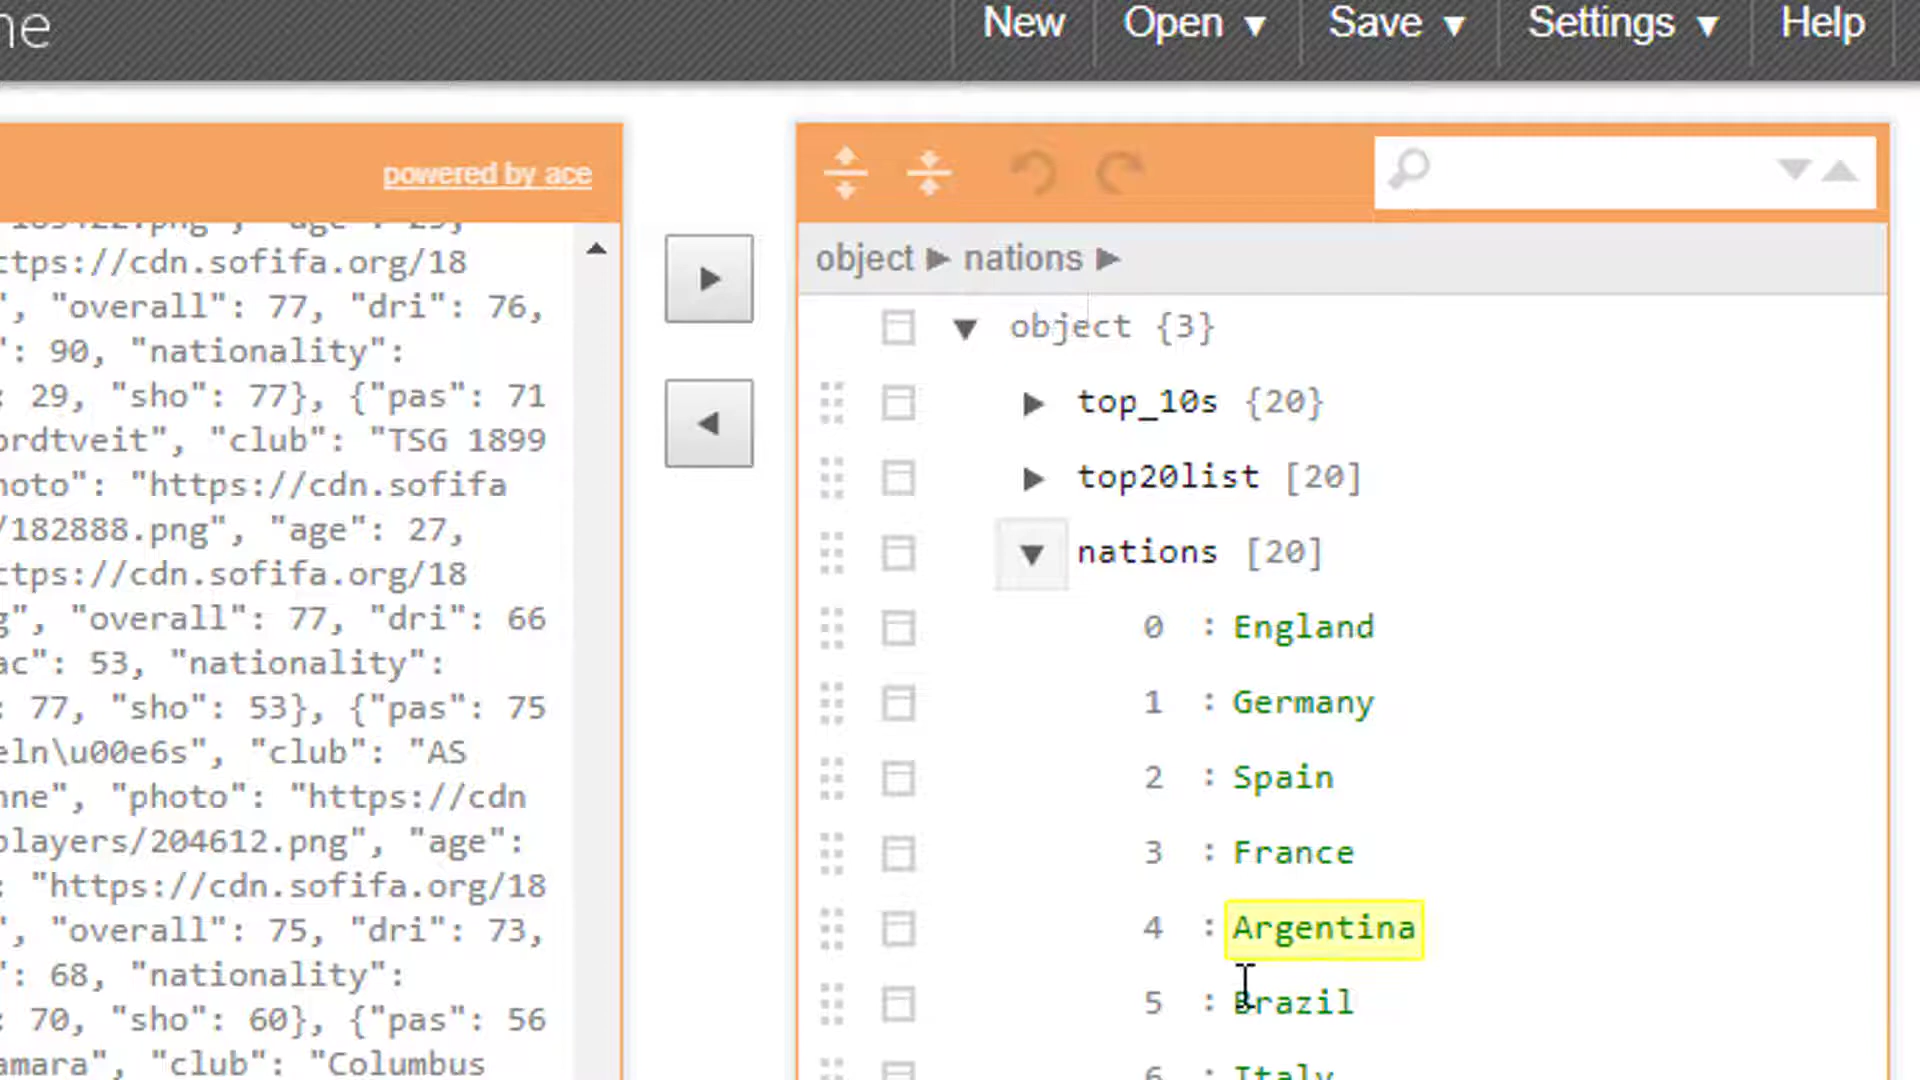 ne
New
Open
Save
Settings
Help
powered by ace
ttps://cdn.sofifa.org/18
", "overall": 77, "dri": 76,
": 90, "nationality":
: 29, "sho": 77}, {"pas": 71
ordtveit", "club": "TSG 1899
hoto": "https://cdn.sofifa
/182888.png", "age": 27,
ttps://cdn.sofifa.org/18
g", "overall": 77, "dri": 66
ac": 53, "nationality":
: 77, "sho": 53}, {"pas": 75
eln\u00e6s", "club": "AS
nne", "photo": "https://cdn
players/204612.png", "age":
: "https://cdn.sofifa.org/18
", "overall": 75, "dri": 73,
": 68, "nationality":
: 70, "sho": 60}, {"pas": 56
amara", "club": "Columbus
object ▶ nations ▶
object {3}
top_10s {20}
top20list [20]
nations [20]
0 : England
1 : Germany
2 : Spain
3 : France
4 : Argentina
5 : Brazil
6 : Italy